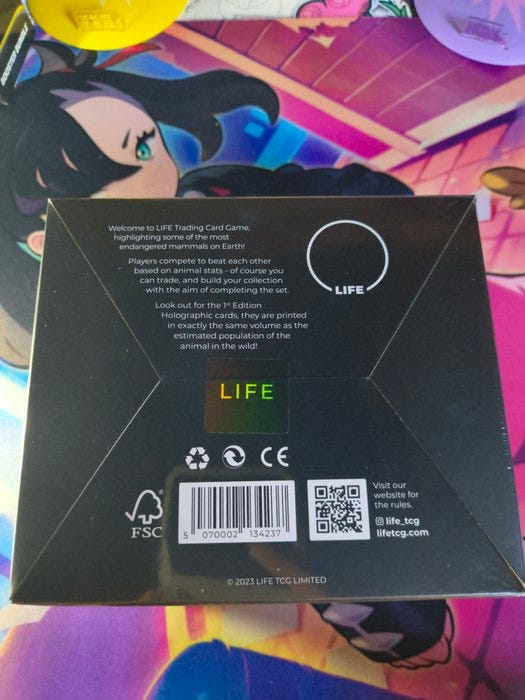 BOOSTER BUNDLE
Welcome to LIFE Trading Card Game,
highlighting some of the most
endangered mammals on Earth!
Players compete to beat each other
based on animal stats - of course you
can trade, and build your collection
with the aim of completing the set.
Look out for the 1st Edition
Holographic cards, they are printed
in exactly the same volume as the
estimated population of the
animal in the wild!
LIFE
LIFE
CE
FSC
5 070002 134237
Visit our
website for
the rules.
life_tcg
lifetcg.com
© 2023 LIFE TCG LIMITED